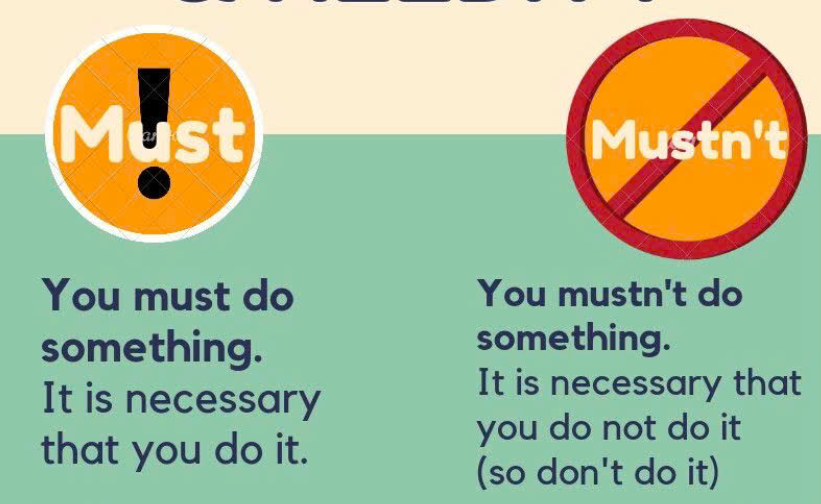 Must
Mustn't
You must do
something.
It is necessary
that you do it.
You mustn't do
something.
It is necessary that
you do not do it
(so don't do it)